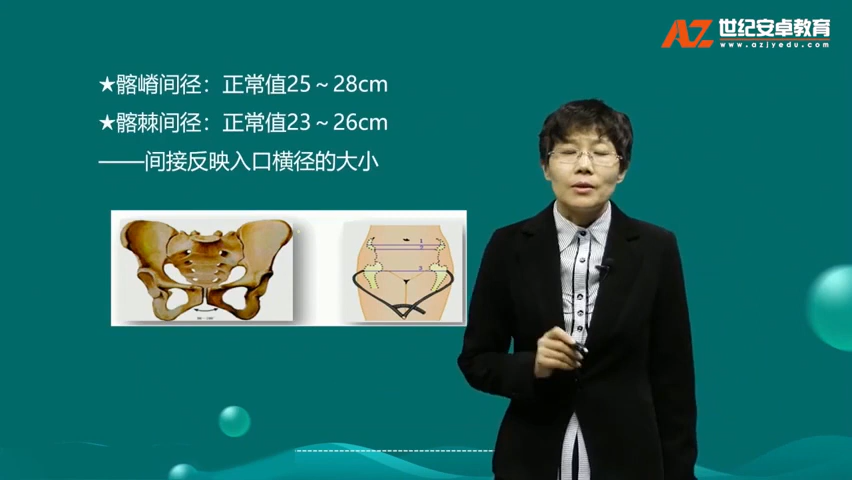 AZ 世纪安卓教育
www.azjyedu.com
★髂嵴间径：正常值25～28cm
★髂棘间径：正常值23～26cm
——间接反映入口横径的大小